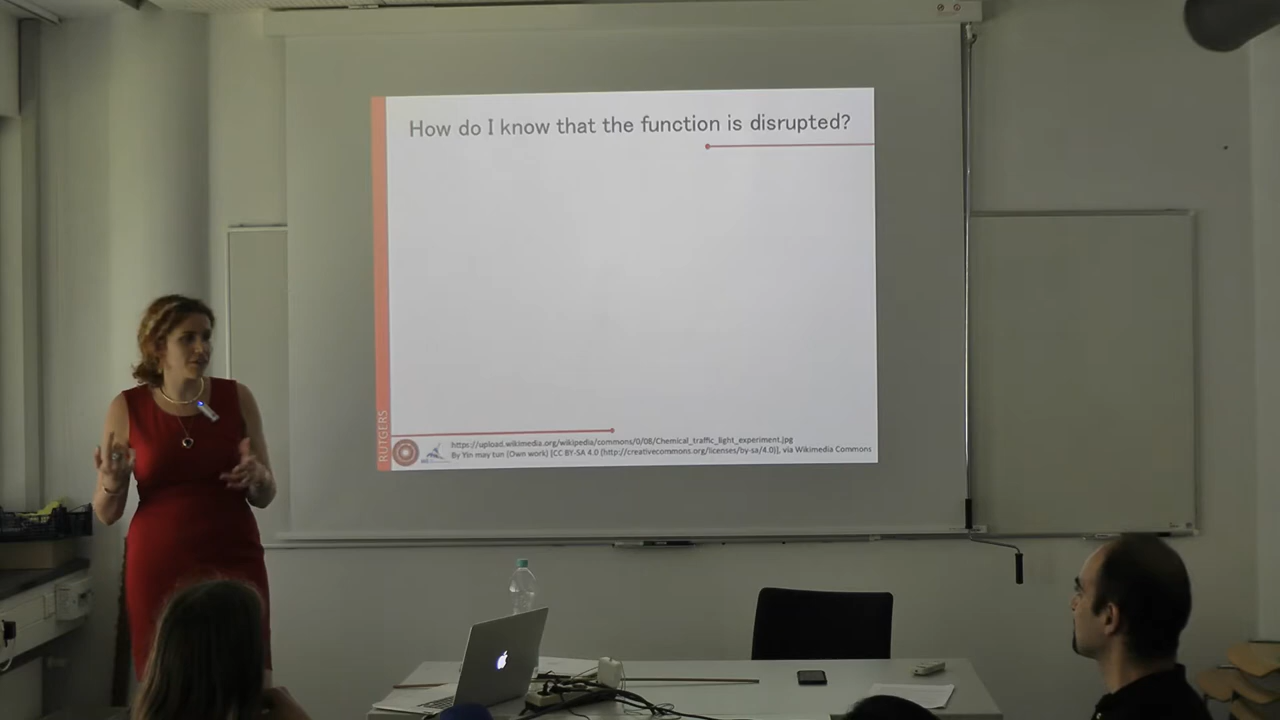 How do I know that the function is disrupted?
RUTGERS
https://upload.wikimedia.org/wikipedia/commons/0/08/Chemical_traffic_light_experiment.jpg
By Yin may tun (Own work) [CC BY-SA 4.0 (http://creativecommons.org/licenses/by-sa/4.0)], via Wikimedia Commons